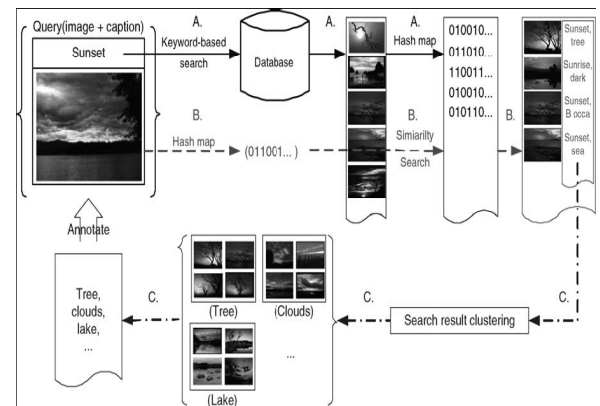 Query(image + caption)
Sunset
A.
Keyword-based
search
Database
A.
A.
Hash map
010010...
011010...
110011...
010010...
010110...
Sunset,
tree
Sunrise,
dark
Sunset,
B occa
Sunset,
sea
B.
Hash map
(011001... )
B.
Simiarilty
Search
B.
Annotate
Tree,
clouds,
lake,
...
C.
(Tree)
(Clouds)
(Lake)
...
C.
Search result clustering
C.